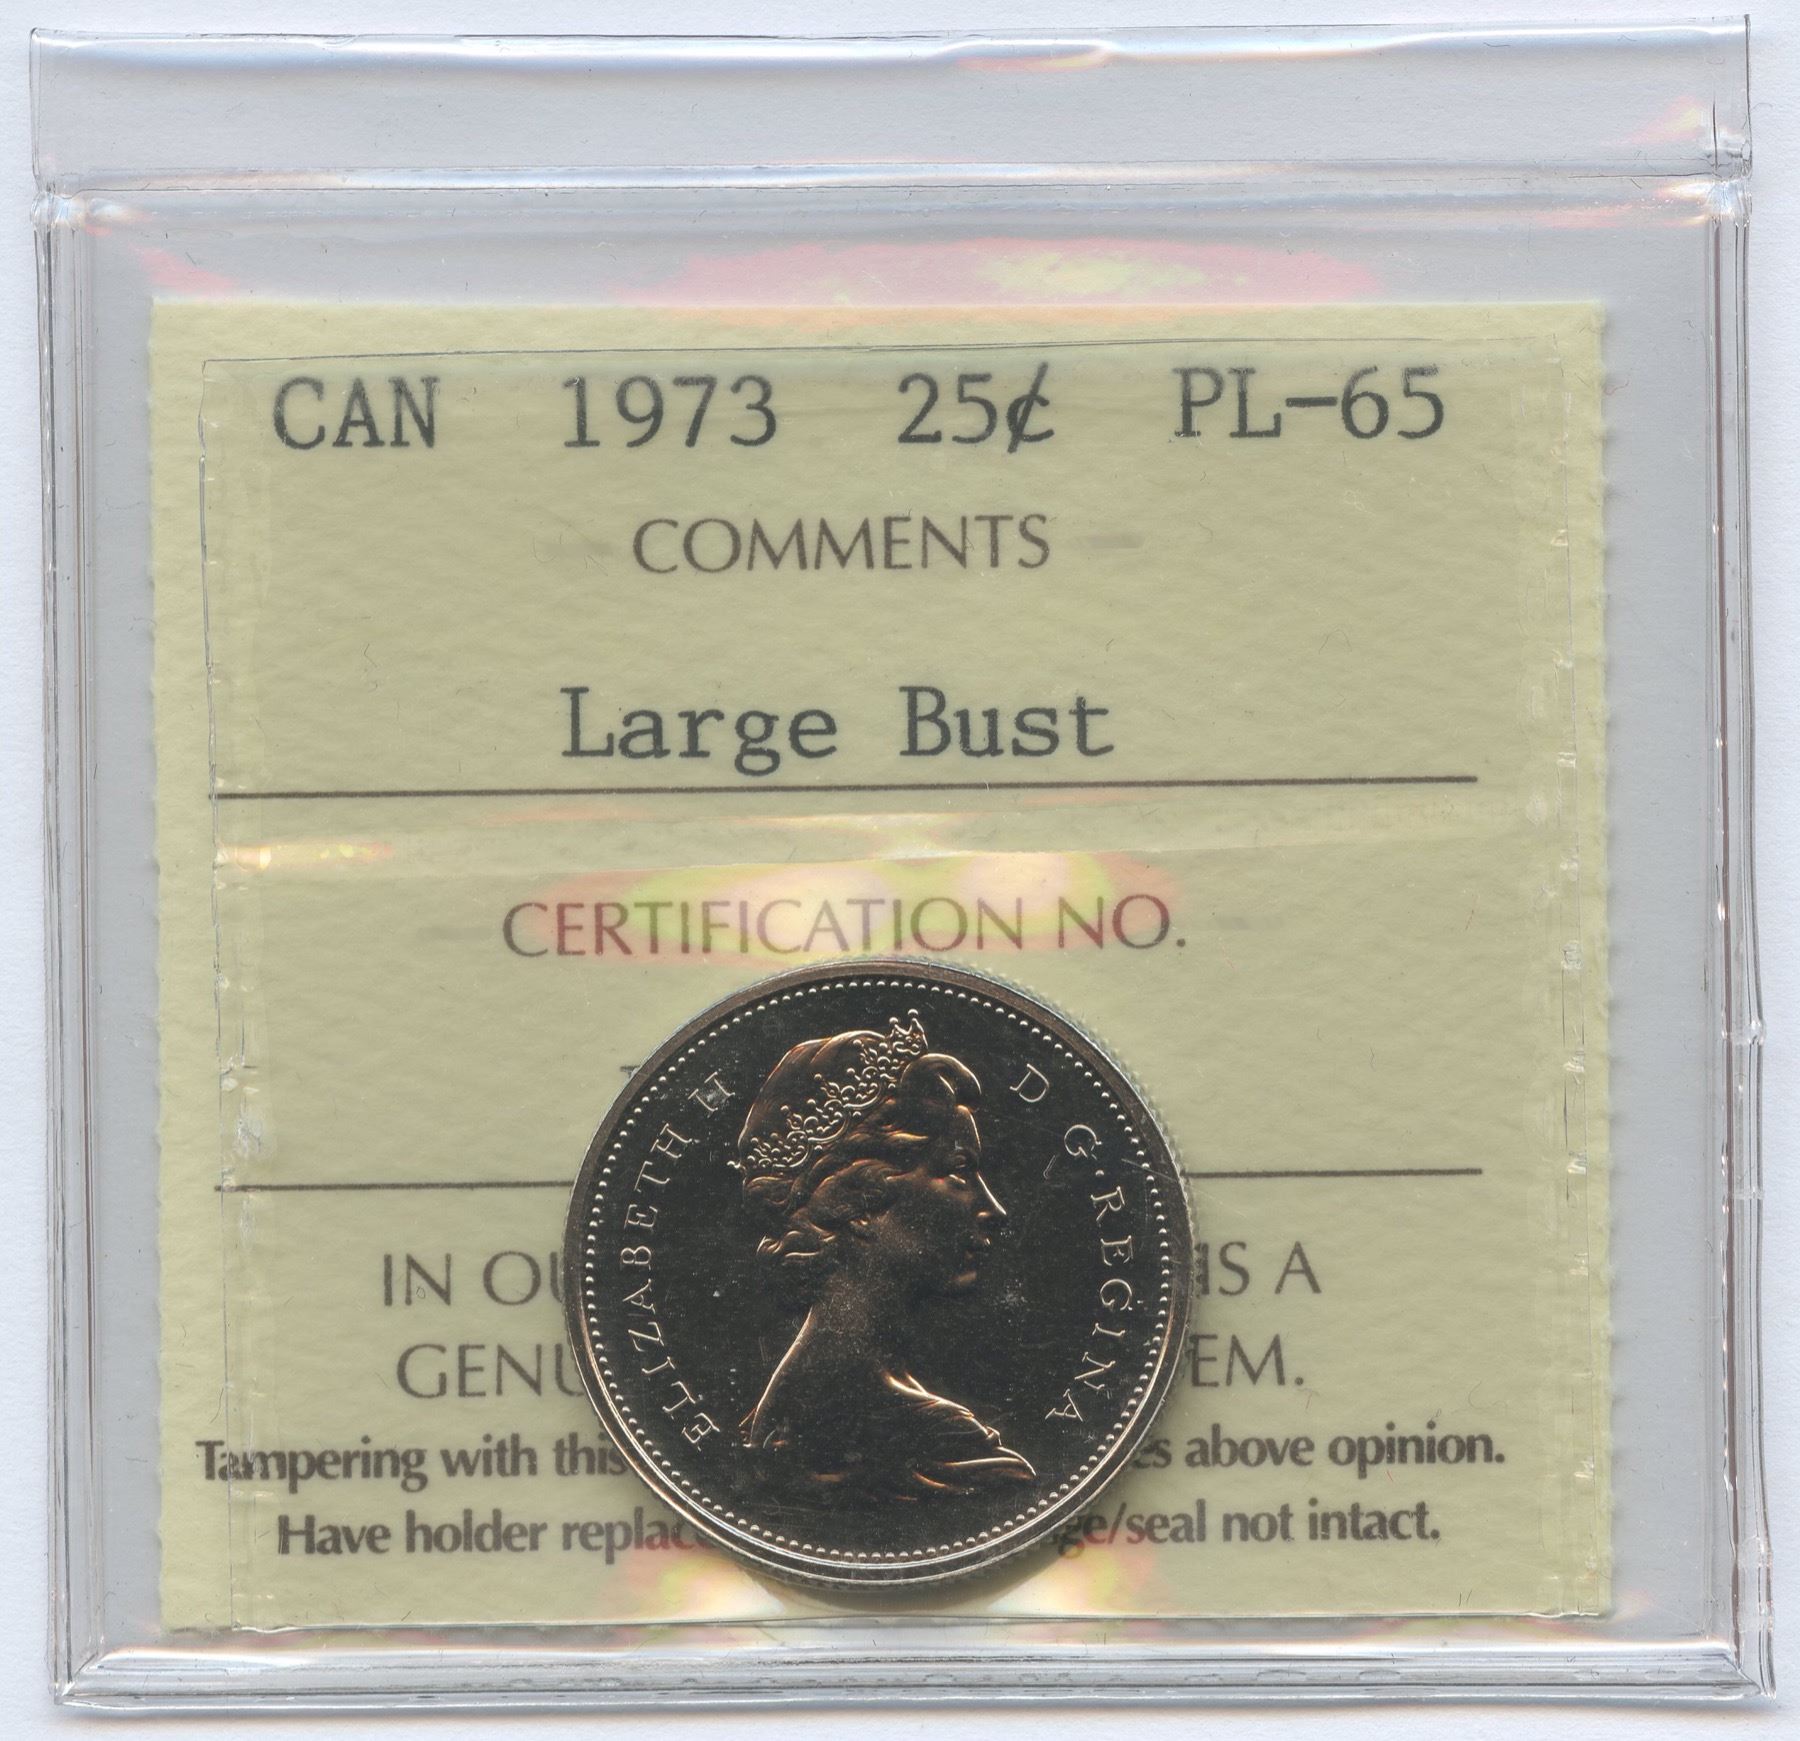 CAN 1973 25¢ PL-65
COMMENTS
Large Bust
CERTIFICATION NO.
ELIZABETH II D·G·REGINA
IN OU IS A
GENU EM.
Tampering with this es above opinion.
Have holder replac ge/seal not intact.